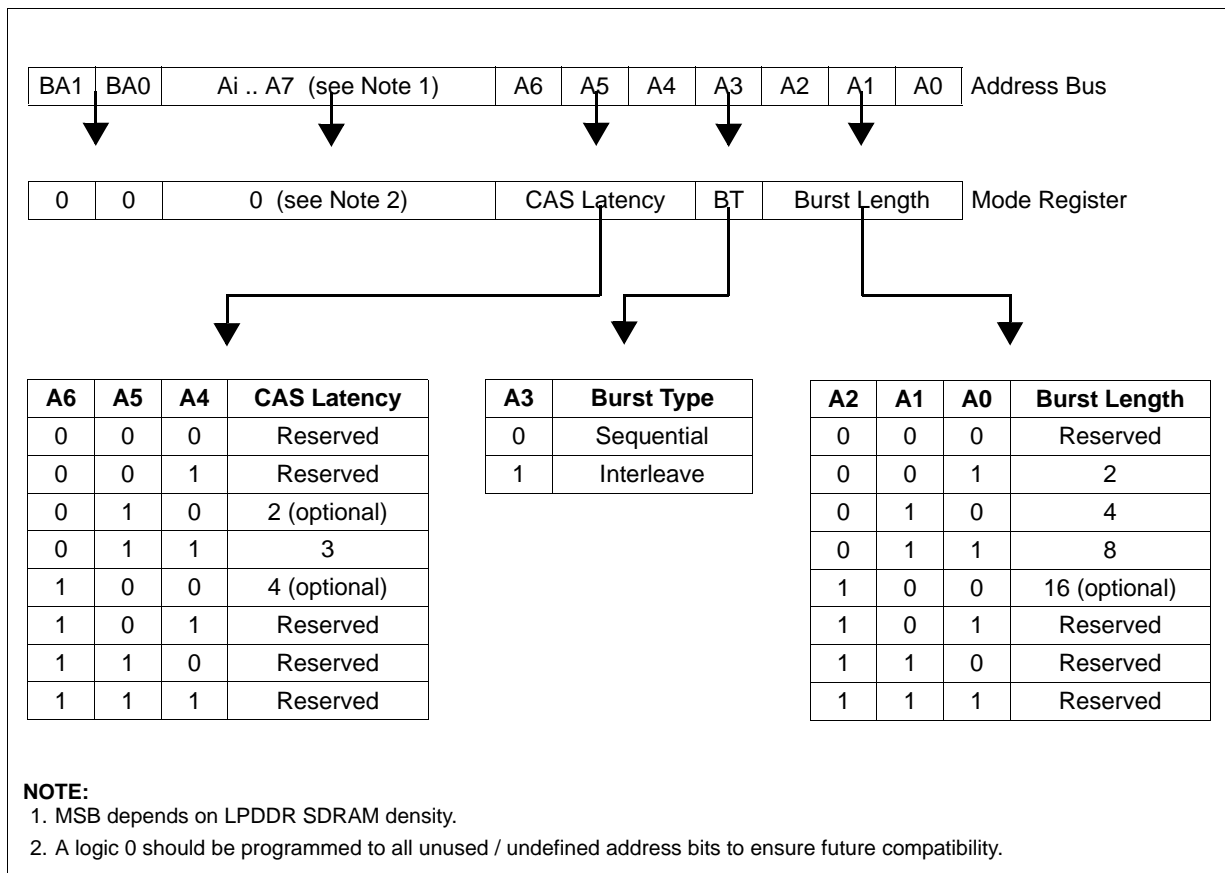 BA1 BA0 Ai .. A7 (see Note 1) A6 A5 A4 A3 A2 A1 A0 Address Bus
0 0 0 (see Note 2) CAS Latency BT Burst Length Mode Register
A6 A5 A4 CAS Latency
0 0 0 Reserved
0 0 1 Reserved
0 1 0 2 (optional)
0 1 1 3
1 0 0 4 (optional)
1 0 1 Reserved
1 1 0 Reserved
1 1 1 Reserved
A3 Burst Type
0 Sequential
1 Interleave
A2 A1 A0 Burst Length
0 0 0 Reserved
0 0 1 2
0 1 0 4
0 1 1 8
1 0 0 16 (optional)
1 0 1 Reserved
1 1 0 Reserved
1 1 1 Reserved
NOTE:
1. MSB depends on LPDDR SDRAM density.
2. A logic 0 should be programmed to all unused / undefined address bits to ensure future compatibility.